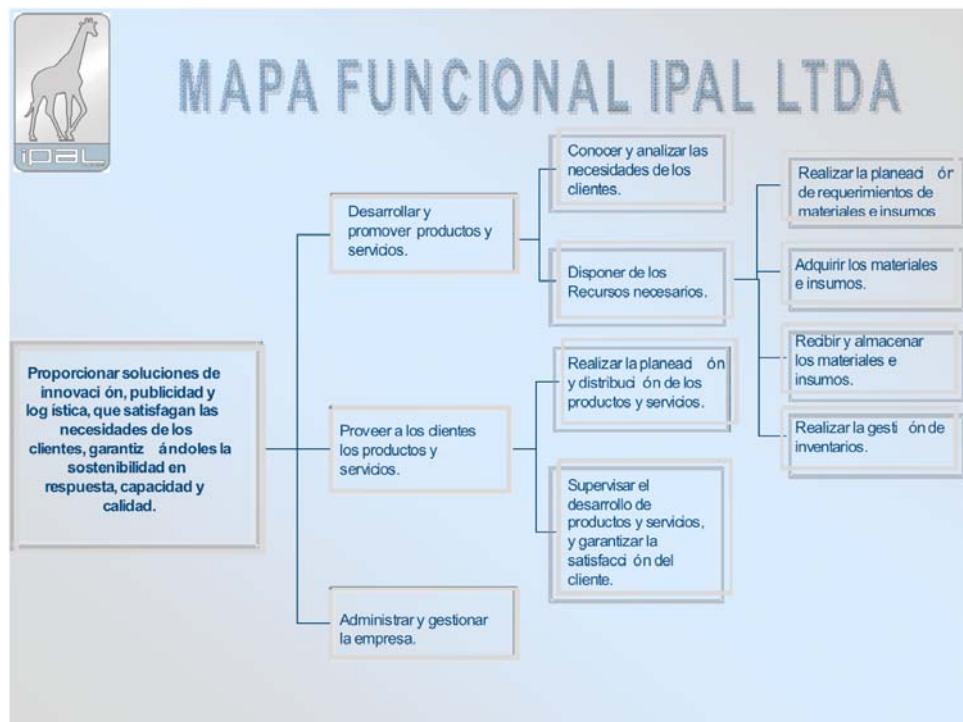 MAPA FUNCIONAL IPAL LTDA
ipal
Conocer y analizar las
necesidades de los
clientes.
Realizar la planeaci ón
de requerimientos de
materiales e insumos
Desarrollar y
promover productos y
servicios.
Disponer de los
Recursos necesarios.
Adquirir los materiales
e insumos.
Recibir y almacenar
los materiales e
insumos.
Realizar la gesti ón de
inventarios.
Proporcionar soluciones de
innovaci ón, publicidad y
log ística, que satisfagan las
necesidades de los
clientes, garantiz ándoles la
sostenibilidad en
respuesta, capacidad y
calidad.
Realizar la planeaci ón
y distribuci ón de los
productos y servicios.
Proveer a los clientes
los productos y
servicios.
Supervisar el
desarrollo de
productos y servicios,
y garantizar la
satisfacci ón del
cliente.
Administrar y gestionar
la empresa.